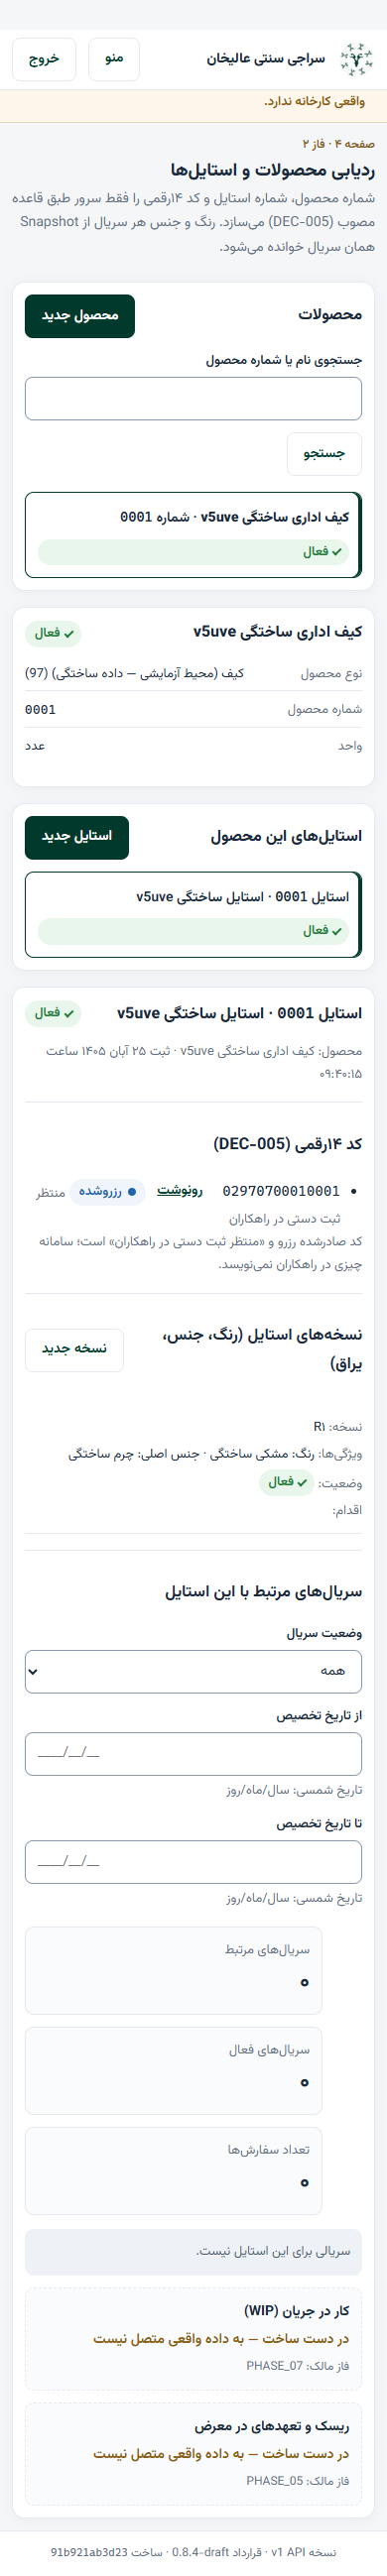 سراجی سنتی عالیخان
منو
خروج
واقعی کارخانه ندارد.
صفحه ۴ · فاز ۲
ردیابی محصولات و استایل‌ها
شماره محصول، شماره استایل و کد ۱۴رقمی را فقط سرور طبق قاعده
مصوب (DEC-005) می‌سازد. رنگ و جنس هر سریال از Snapshot
همان سریال خوانده می‌شود.
محصولات
محصول جدید
جستجوی نام یا شماره محصول
جستجو
کیف اداری ساختگی v5uve · شماره 0001
✓ فعال
کیف اداری ساختگی v5uve
✓ فعال
نوع محصول
کیف (محیط آزمایشی — داده ساختگی) (97)
شماره محصول
0001
واحد
عدد
استایل‌های این محصول
استایل جدید
استایل 0001 · استایل ساختگی v5uve
✓ فعال
استایل 0001 · استایل ساختگی v5uve
✓ فعال
محصول: کیف اداری ساختگی v5uve · ثبت ۲۵ آبان ۱۴۰۵ ساعت
۰۹:۴۰:۱۵
کد ۱۴رقمی (DEC-005)
• 02970700010001 رونوشت ● رزروشده منتظر
ثبت دستی در راهکاران
کد صادرشده رزرو و «منتظر ثبت دستی در راهکاران» است؛ سامانه
چیزی در راهکاران نمی‌نویسد.
نسخه‌های استایل (رنگ، جنس،
یراق)
نسخه جدید
نسخه: R۱
ویژگی‌ها: رنگ: مشکی ساختگی · جنس اصلی: چرم ساختگی
وضعیت: ✓ فعال
اقدام:
سریال‌های مرتبط با این استایل
وضعیت سریال
همه
از تاریخ تخصیص
____/__/__
تاریخ شمسی: سال/ماه/روز
تا تاریخ تخصیص
____/__/__
تاریخ شمسی: سال/ماه/روز
سریال‌های مرتبط
۰
سریال‌های فعال
۰
تعداد سفارش‌ها
۰
سریالی برای این استایل نیست.
کار در جریان (WIP)
در دست ساخت — به داده واقعی متصل نیست
فاز مالک: PHASE_07
ریسک و تعهدهای در معرض
در دست ساخت — به داده واقعی متصل نیست
فاز مالک: PHASE_05
نسخه API v1 · قرارداد 0.8.4-draft · ساخت 91b921ab3d23